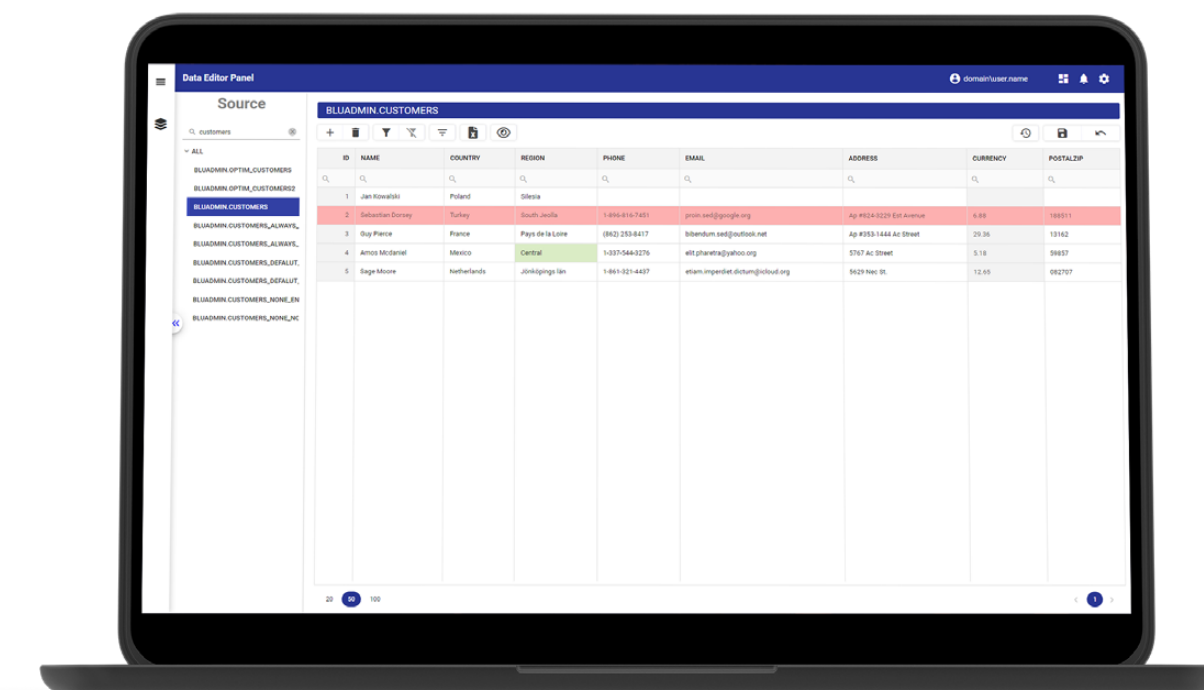 Data Editor Panel
domain\user.name
Source
customers
ALL
BLUADMIN.OPTIM_CUSTOMERS
BLUADMIN.OPTIM_CUSTOMERS2
BLUADMIN.CUSTOMERS
BLUADMIN.CUSTOMERS_ALWAYS_
BLUADMIN.CUSTOMERS_ALWAYS_
BLUADMIN.CUSTOMERS_DEFALUT_
BLUADMIN.CUSTOMERS_DEFALUT_
BLUADMIN.CUSTOMERS_NONE_EN
BLUADMIN.CUSTOMERS_NONE_NO
BLUADMIN.CUSTOMERS
ID NAME COUNTRY REGION PHONE EMAIL ADDRESS CURRENCY POSTALZIP
1 Jan Kowalski Poland Silesia
2 Sebastian Dorsey Turkey South Jeolla 1-896-816-7451 proin.sed@google.org Ap #824-3229 Est Avenue 6.88 188511
3 Guy Pierce France Pays de la Loire (862) 253-8417 bibendum.sed@outlook.net Ap #353-1444 Ac Street 29.36 13162
4 Amos Mcdaniel Mexico Central 1-337-544-3276 elit.pharetra@yahoo.org 5767 Ac Street 5.18 59857
5 Sage Moore Netherlands Jönköpings län 1-861-321-4437 etiam.imperdiet.dictum@icloud.org 5629 Nec St. 12.65 082707
20 50 100
1